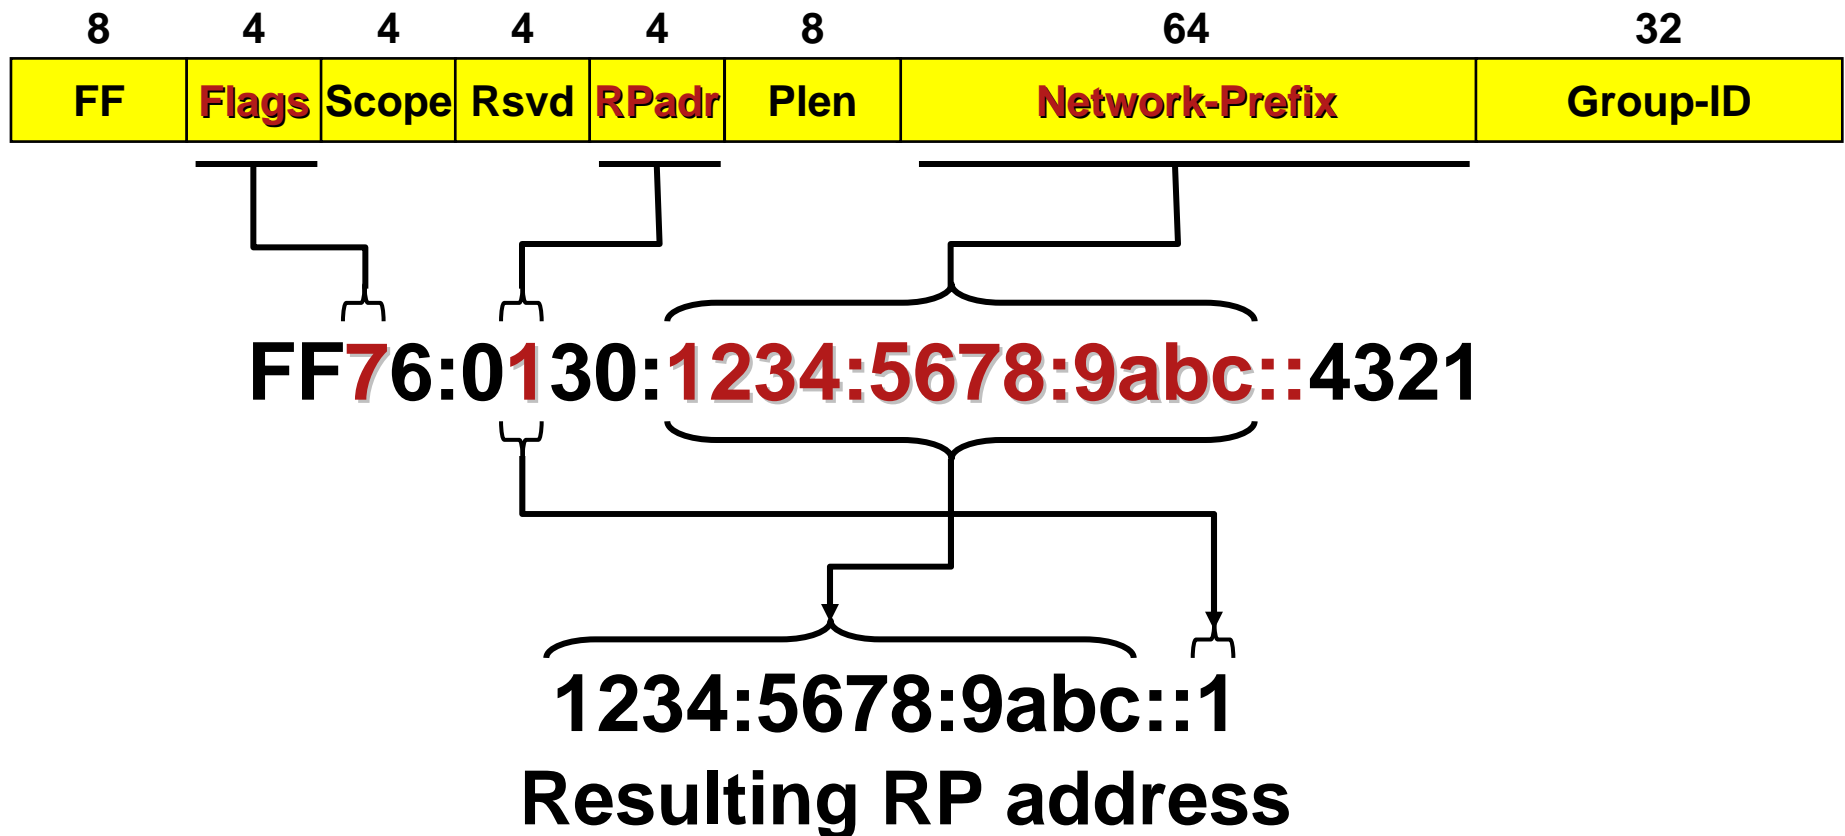 8 4 4 4 4 8 64 32
FF Flags Scope Rsvd RPadr Plen Network-Prefix Group-ID
FF76:0130:1234:5678:9abc::4321
1234:5678:9abc::1
Resulting RP address